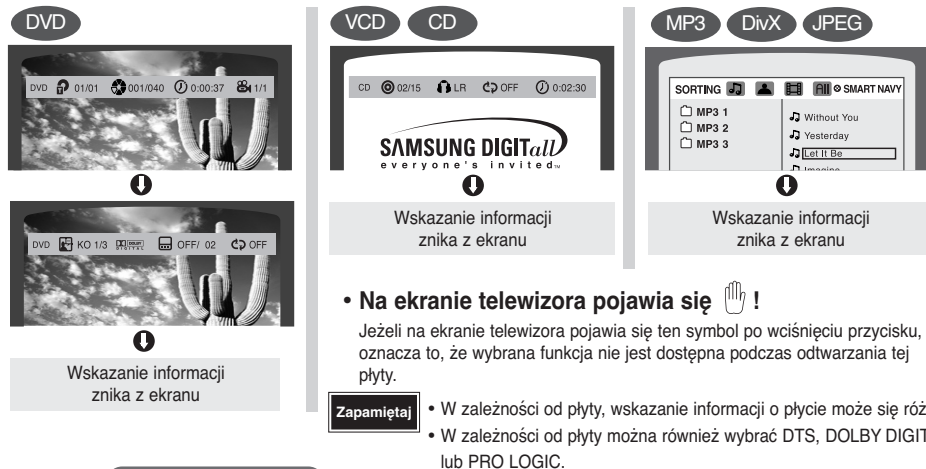 DVD
DVD 01/01 001/040 0:00:37 1/1
DVD KO 1/3 DOLBY DIGITAL OFF/ 02 OFF
Wskazanie informacji
znika z ekranu
VCD CD
CD 02/15 LR OFF 0:02:30
SAMSUNG DIGITall
everyone's invited™
Wskazanie informacji
znika z ekranu
MP3 DivX JPEG
SORTING All SMART NAVY
MP3 1
MP3 2
MP3 3
Without You
Yesterday
Let It Be
Imagine
Wskazanie informacji
znika z ekranu
• Na ekranie telewizora pojawia się !
Jeżeli na ekranie telewizora pojawia się ten symbol po wciśnięciu przycisku,
oznacza to, że wybrana funkcja nie jest dostępna podczas odtwarzania tej
płyty.
Zapamiętaj
• W zależności od płyty, wskazanie informacji o płycie może się róż
• W zależności od płyty można również wybrać DTS, DOLBY DIGIT
lub PRO LOGIC.